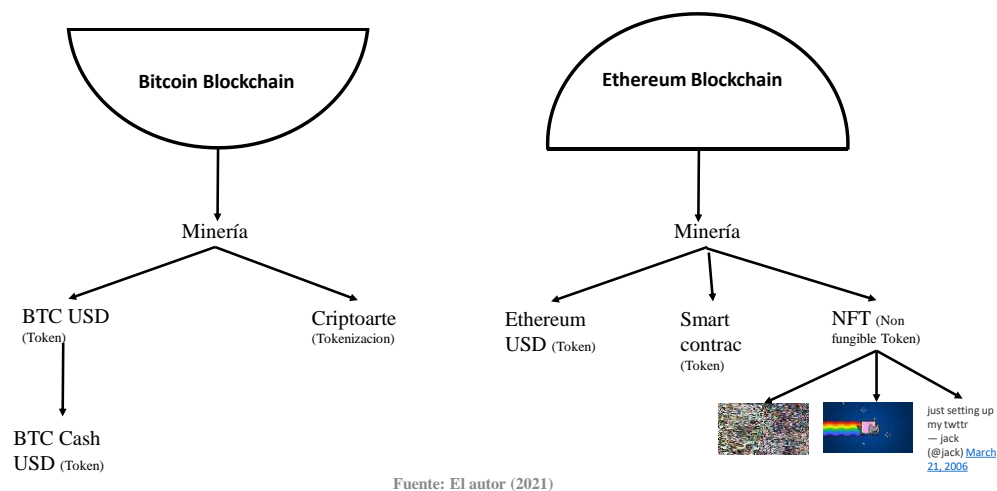 Bitcoin Blockchain
Ethereum Blockchain
Minería
Minería
BTC USD
(Token)
Criptoarte
(Tokenizacion)
Ethereum
USD (Token)
Smart
contrac
(Token)
NFT (Non
fungible Token)
BTC Cash
USD (Token)
just setting up
my twttr
— jack
(@jack) March
21, 2006
Fuente: El autor (2021)